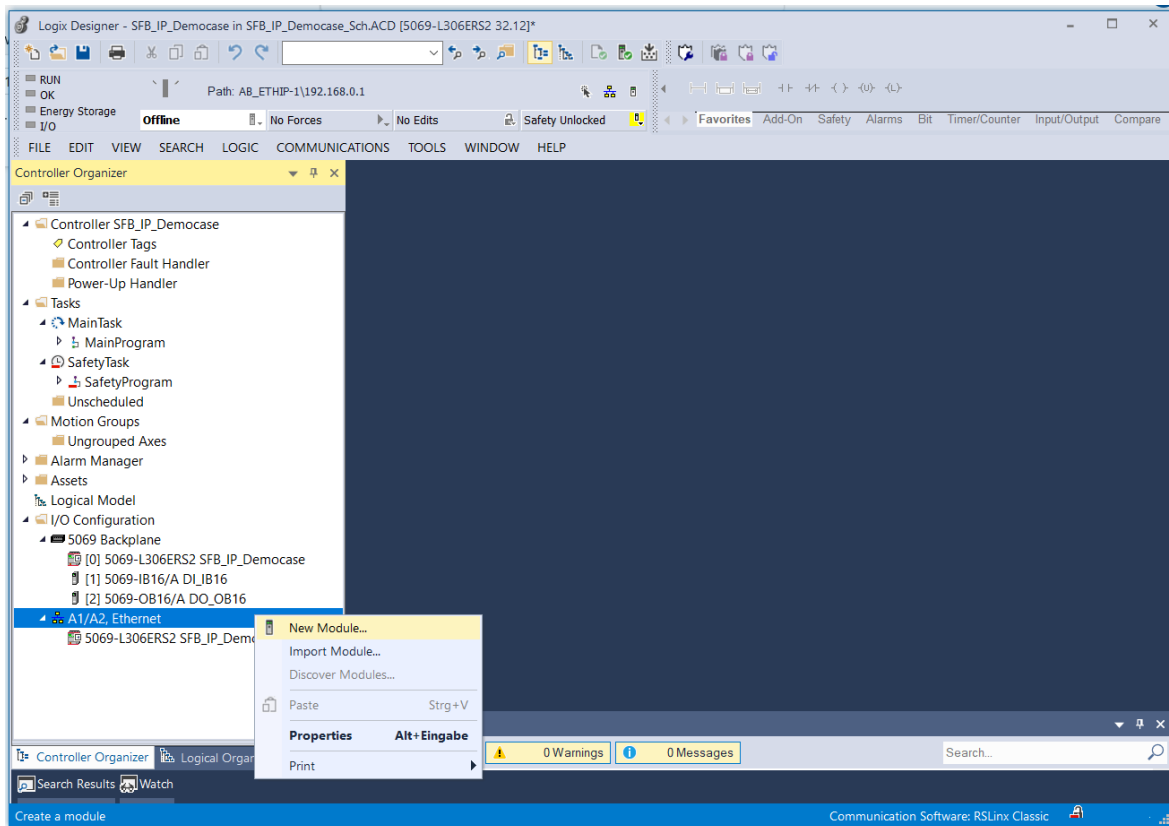 Logix Designer - SFB_IP_Democase in SFB_IP_Democase_Sch.ACD [5069-L306ERS2 32.12]*
RUN
OK
Energy Storage
I/O
Path: AB_ETHIP-1\192.168.0.1
Offline
No Forces
No Edits
Safety Unlocked
Favorites Add-On Safety Alarms Bit Timer/Counter Input/Output Compare
FILE EDIT VIEW SEARCH LOGIC COMMUNICATIONS TOOLS WINDOW HELP
Controller Organizer
Controller SFB_IP_Democase
Controller Tags
Controller Fault Handler
Power-Up Handler
Tasks
MainTask
MainProgram
SafetyTask
SafetyProgram
Unscheduled
Motion Groups
Ungrouped Axes
Alarm Manager
Assets
Logical Model
I/O Configuration
5069 Backplane
[0] 5069-L306ERS2 SFB_IP_Democase
[1] 5069-IB16/A DI_IB16
[2] 5069-OB16/A DO_OB16
A1/A2, Ethernet
5069-L306ERS2 SFB_IP_Demo
New Module...
Import Module...
Discover Modules...
Paste Strg+V
Properties Alt+Eingabe
Print
Controller Organizer
Logical Organ
0 Warnings
0 Messages
Search...
Search Results
Watch
Create a module
Communication Software: RSLinx Classic